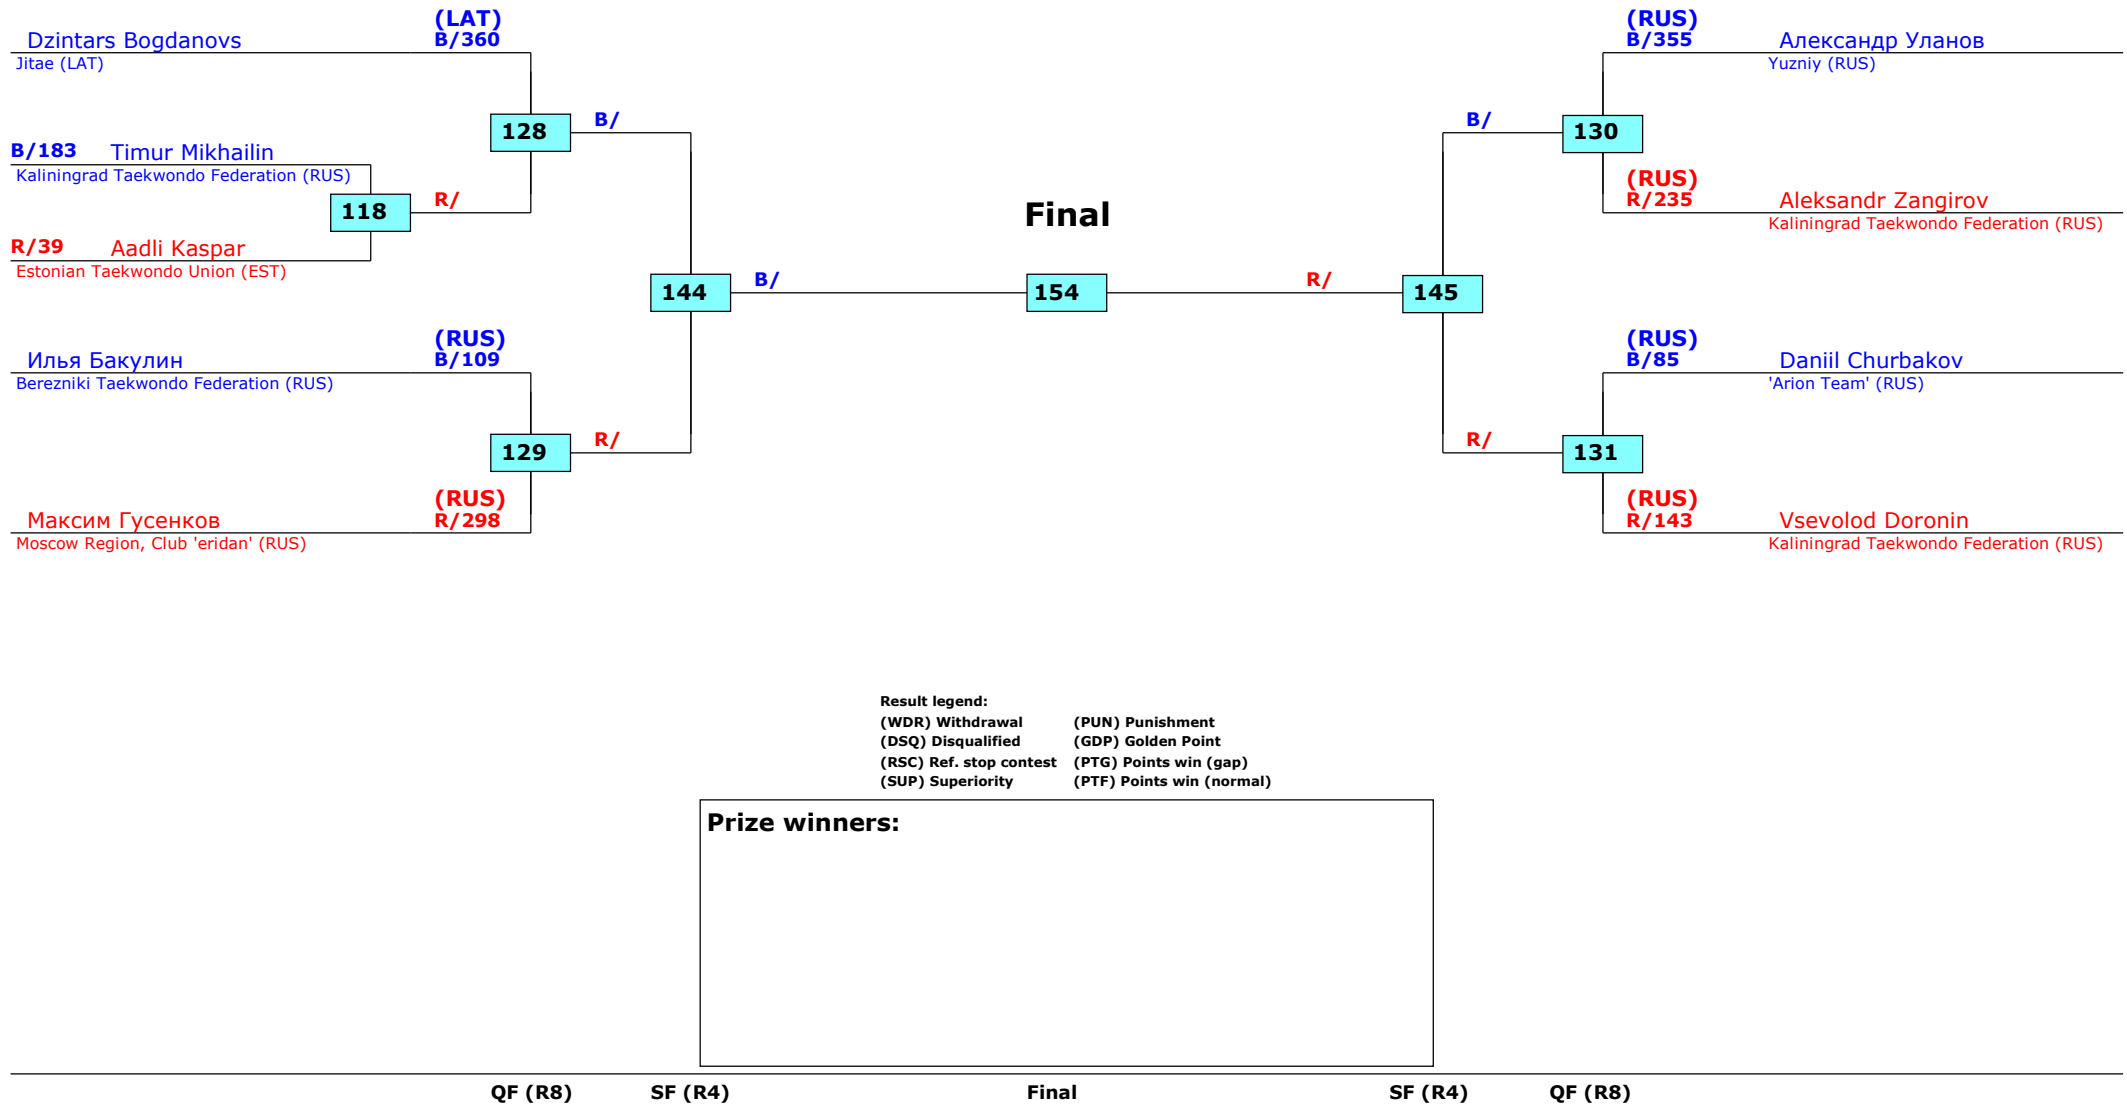 (LAT)
Dzintars Bogdanovs B/360
Jitae (LAT)
128
B/
B/183 Timur Mikhailin
Kaliningrad Taekwondo Federation (RUS)
118
R/
R/39 Aadli Kaspar
Estonian Taekwondo Union (EST)
144
B/
(RUS)
Илья Бакулин B/109
Berezniki Taekwondo Federation (RUS)
129
R/
(RUS)
Максим Гусенков R/298
Moscow Region, Club 'eridan' (RUS)
Final
154
(RUS)
B/355 Александр Уланов
Yuzniy (RUS)
B/
130
(RUS)
R/235 Aleksandr Zangirov
Kaliningrad Taekwondo Federation (RUS)
R/
145
(RUS)
B/85 Daniil Churbakov
'Arion Team' (RUS)
R/
131
(RUS)
R/143 Vsevolod Doronin
Kaliningrad Taekwondo Federation (RUS)
Result legend:
(WDR) Withdrawal (PUN) Punishment
(DSQ) Disqualified (GDP) Golden Point
(RSC) Ref. stop contest (PTG) Points win (gap)
(SUP) Superiority (PTF) Points win (normal)
Prize winners:
QF (R8) SF (R4) Final SF (R4) QF (R8)